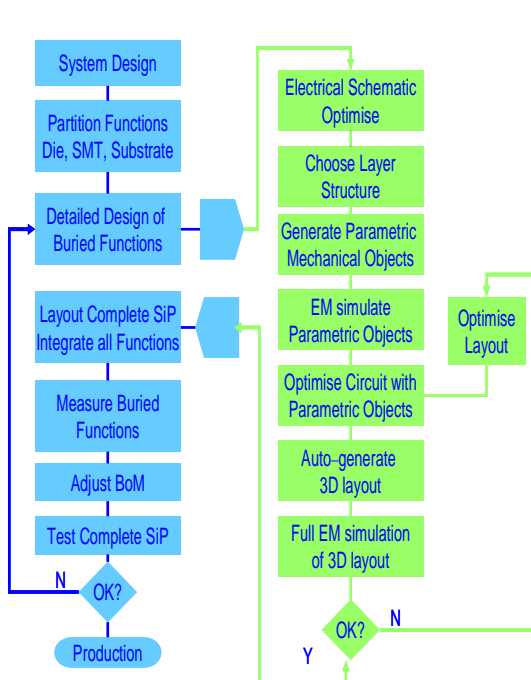 System Design
Partition Functions
Die, SMT, Substrate
Detailed Design of
Buried Functions
Layout Complete SiP
Integrate all Functions
Measure Buried
Functions
Adjust BoM
Test Complete SiP
N
OK?
Production
Electrical Schematic
Optimise
Choose Layer
Structure
Generate Parametric
Mechanical Objects
EM simulate
Parametric Objects
Optimise Circuit with
Parametric Objects
Auto–generate
3D layout
Full EM simulation
of 3D layout
OK?
N
Y
Optimise
Layout